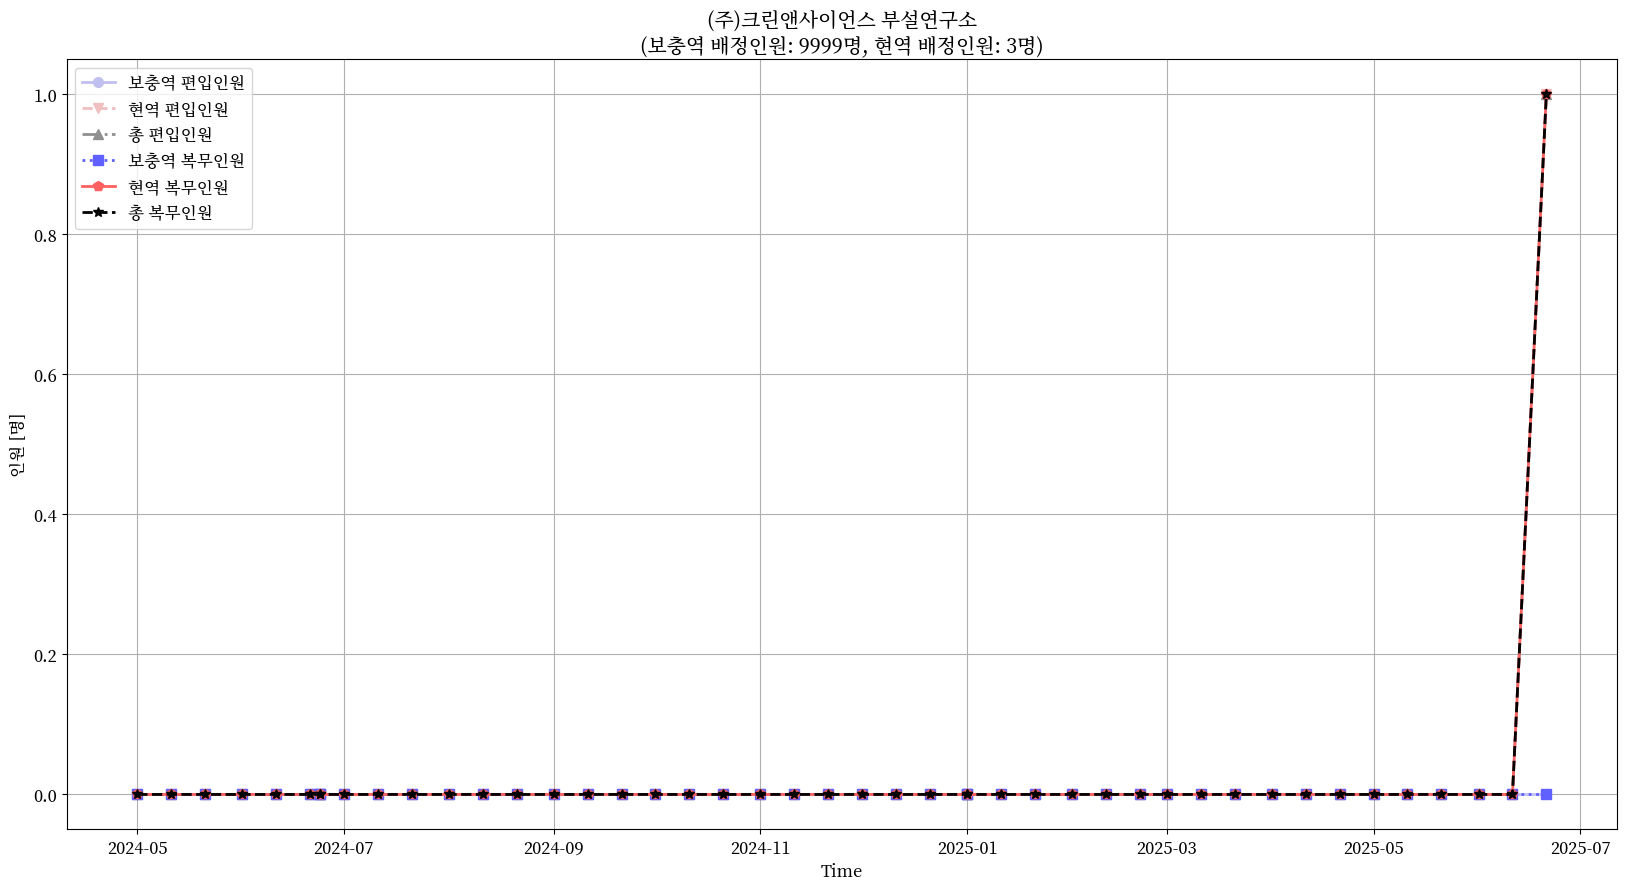 (주)크린앤사이언스 부설연구소
(보충역 배정인원: 9999명, 현역 배정인원: 3명)
보충역 편입인원
현역 편입인원
총 편입인원
보충역 복무인원
현역 복무인원
총 복무인원
1.0
0.8
0.6
0.4
0.2
0.0
인원 [명]
2024-05 2024-07 2024-09 2024-11 2025-01 2025-03 2025-05 2025-07
Time